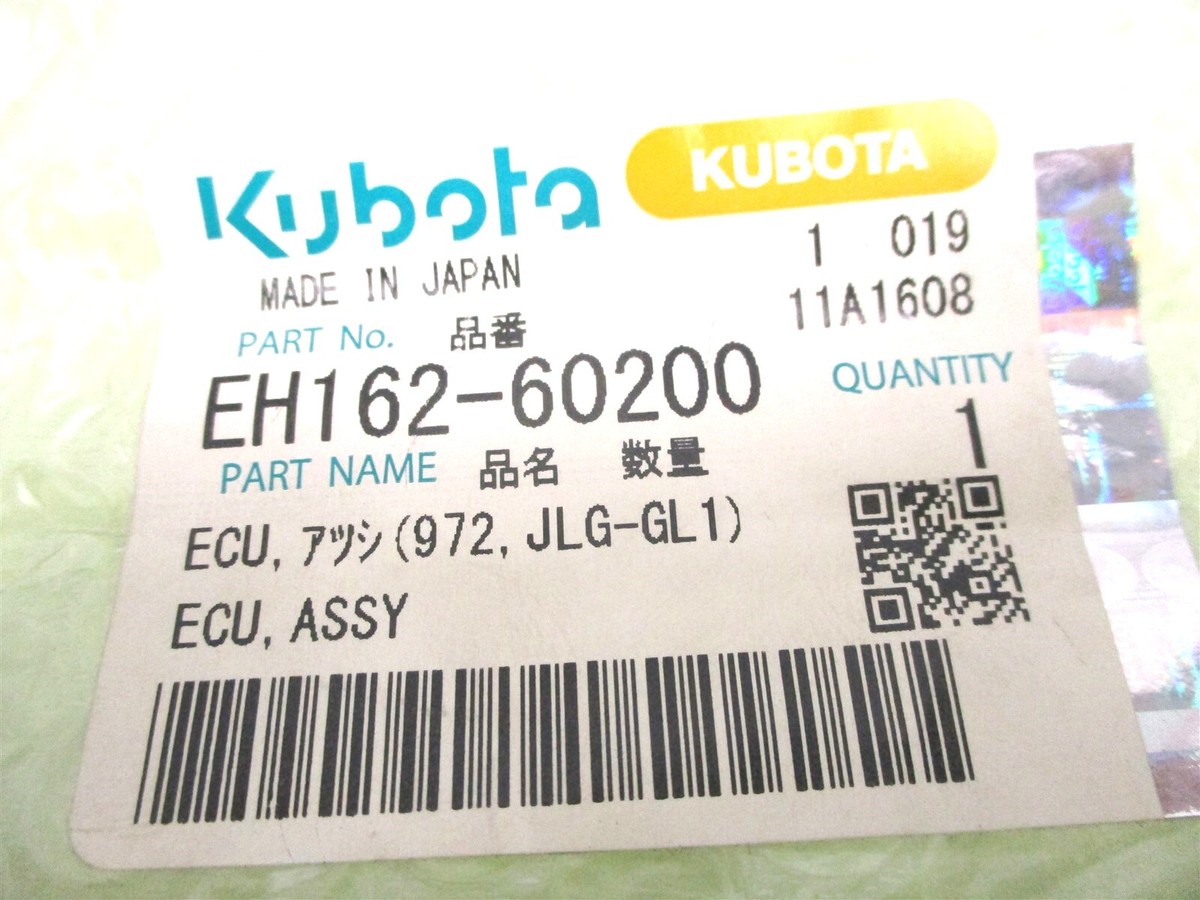 Kubota KUBOTA
1 019
MADE IN JAPAN
11A1608
PART No. 品番
EH162-60200
QUANTITY
1
PART NAME 品名 数量
ECU, アツシ(972, JLG-GL1)
ECU, ASSY